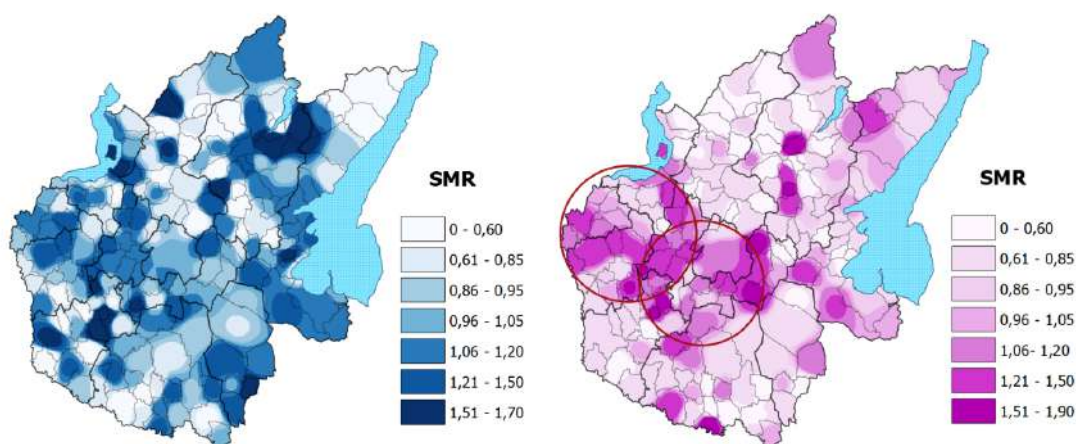 SMR
0 - 0,60
0,61 - 0,85
0,86 - 0,95
0,96 - 1,05
1,06 - 1,20
1,21 - 1,50
1,51 - 1,70
SMR
0 - 0,60
0,61 - 0,85
0,86 - 0,95
0,96 - 1,05
1,06- 1,20
1,21 - 1,50
1,51 - 1,90